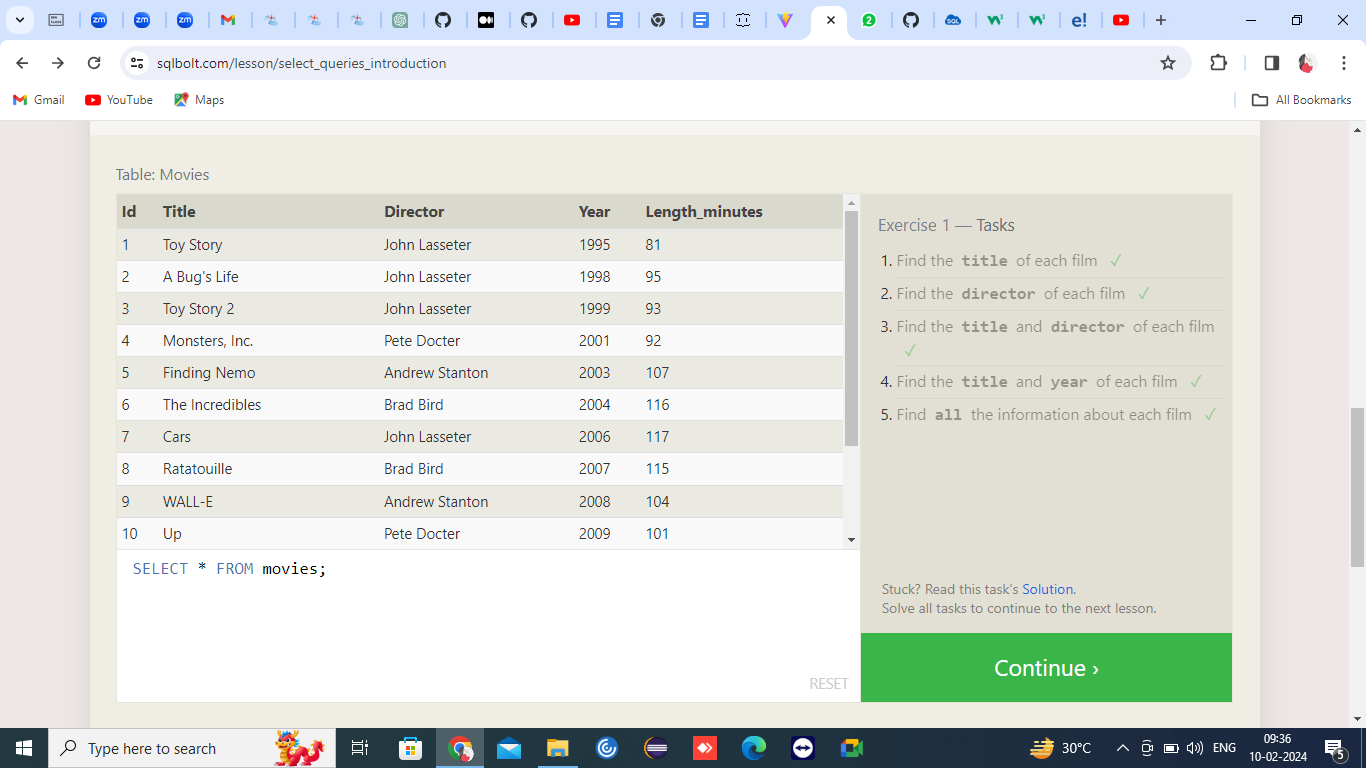 sqlbolt.com/lesson/select_queries_introduction
Gmail YouTube Maps All Bookmarks
Table: Movies
Id Title Director Year Length_minutes
1 Toy Story John Lasseter 1995 81
2 A Bug's Life John Lasseter 1998 95
3 Toy Story 2 John Lasseter 1999 93
4 Monsters, Inc. Pete Docter 2001 92
5 Finding Nemo Andrew Stanton 2003 107
6 The Incredibles Brad Bird 2004 116
7 Cars John Lasseter 2006 117
8 Ratatouille Brad Bird 2007 115
9 WALL-E Andrew Stanton 2008 104
10 Up Pete Docter 2009 101
SELECT * FROM movies;
RESET
Exercise 1 — Tasks
1. Find the title of each film ✓
2. Find the director of each film ✓
3. Find the title and director of each film
✓
4. Find the title and year of each film ✓
5. Find all the information about each film ✓
Stuck? Read this task's Solution.
Solve all tasks to continue to the next lesson.
Continue ›
Type here to search
30°C
ENG
09:36
10-02-2024
5